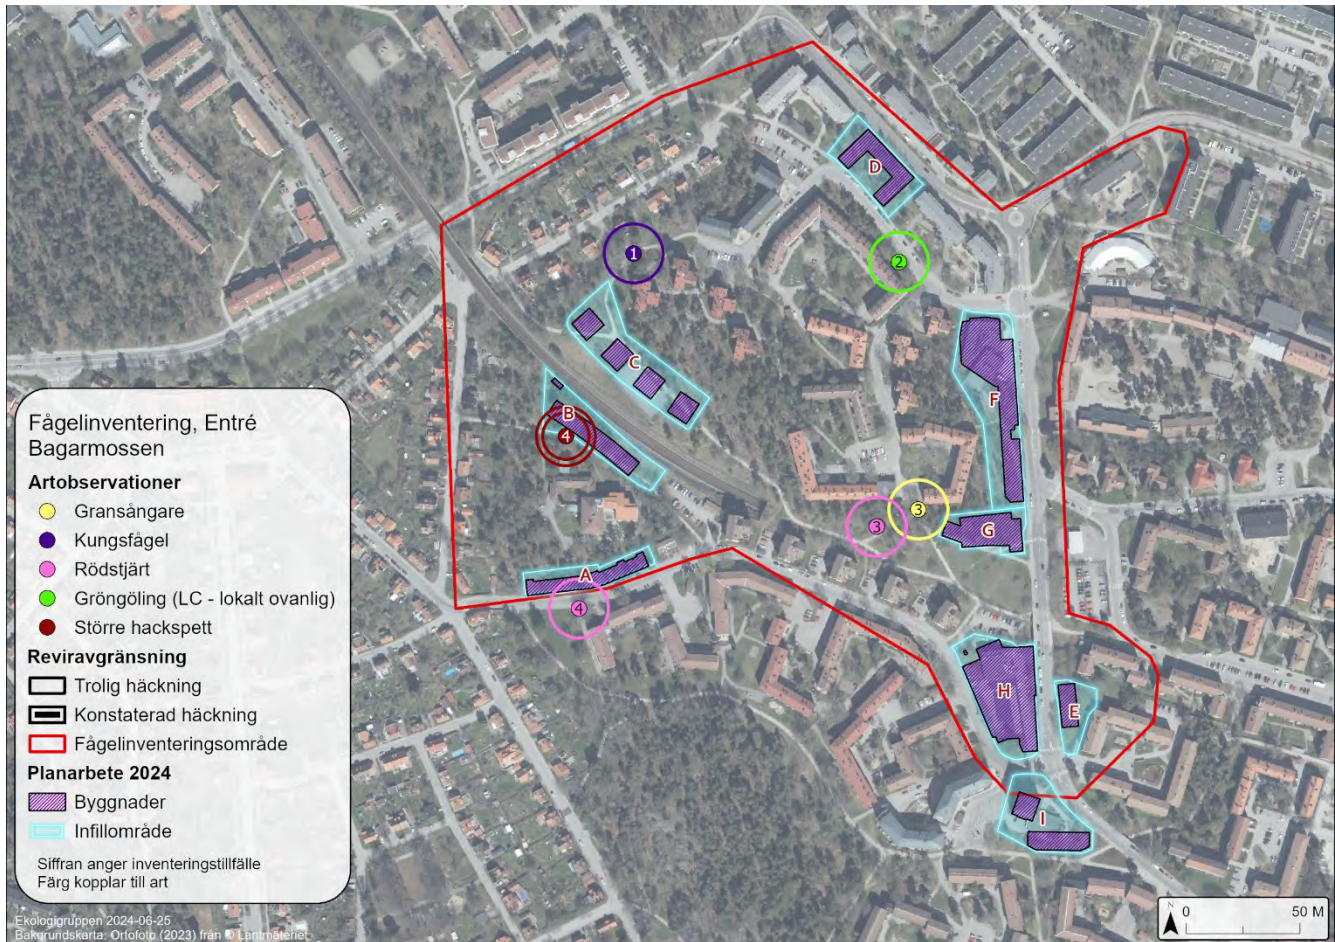 Fågelinventering, Entré
Bagarmossen
Artobservationer
Gransångare
Kungsfågel
Rödstjärt
Gröngöling (LC - lokalt ovanlig)
Större hackspett
Reviravgränsning
Trolig häckning
Konstaterad häckning
Fågelinventeringsområde
Planarbete 2024
Byggnader
Infillområde
Siffran anger inventeringstillfälle
Färg kopplar till art
Ekologigruppen 2024-06-25
Bakgrundskarta: Ortofoto (2023) från © Lantmäteriet
D
1
2
C
F
B
4
3
3
G
A
4
H
E
I
N
0 50 M